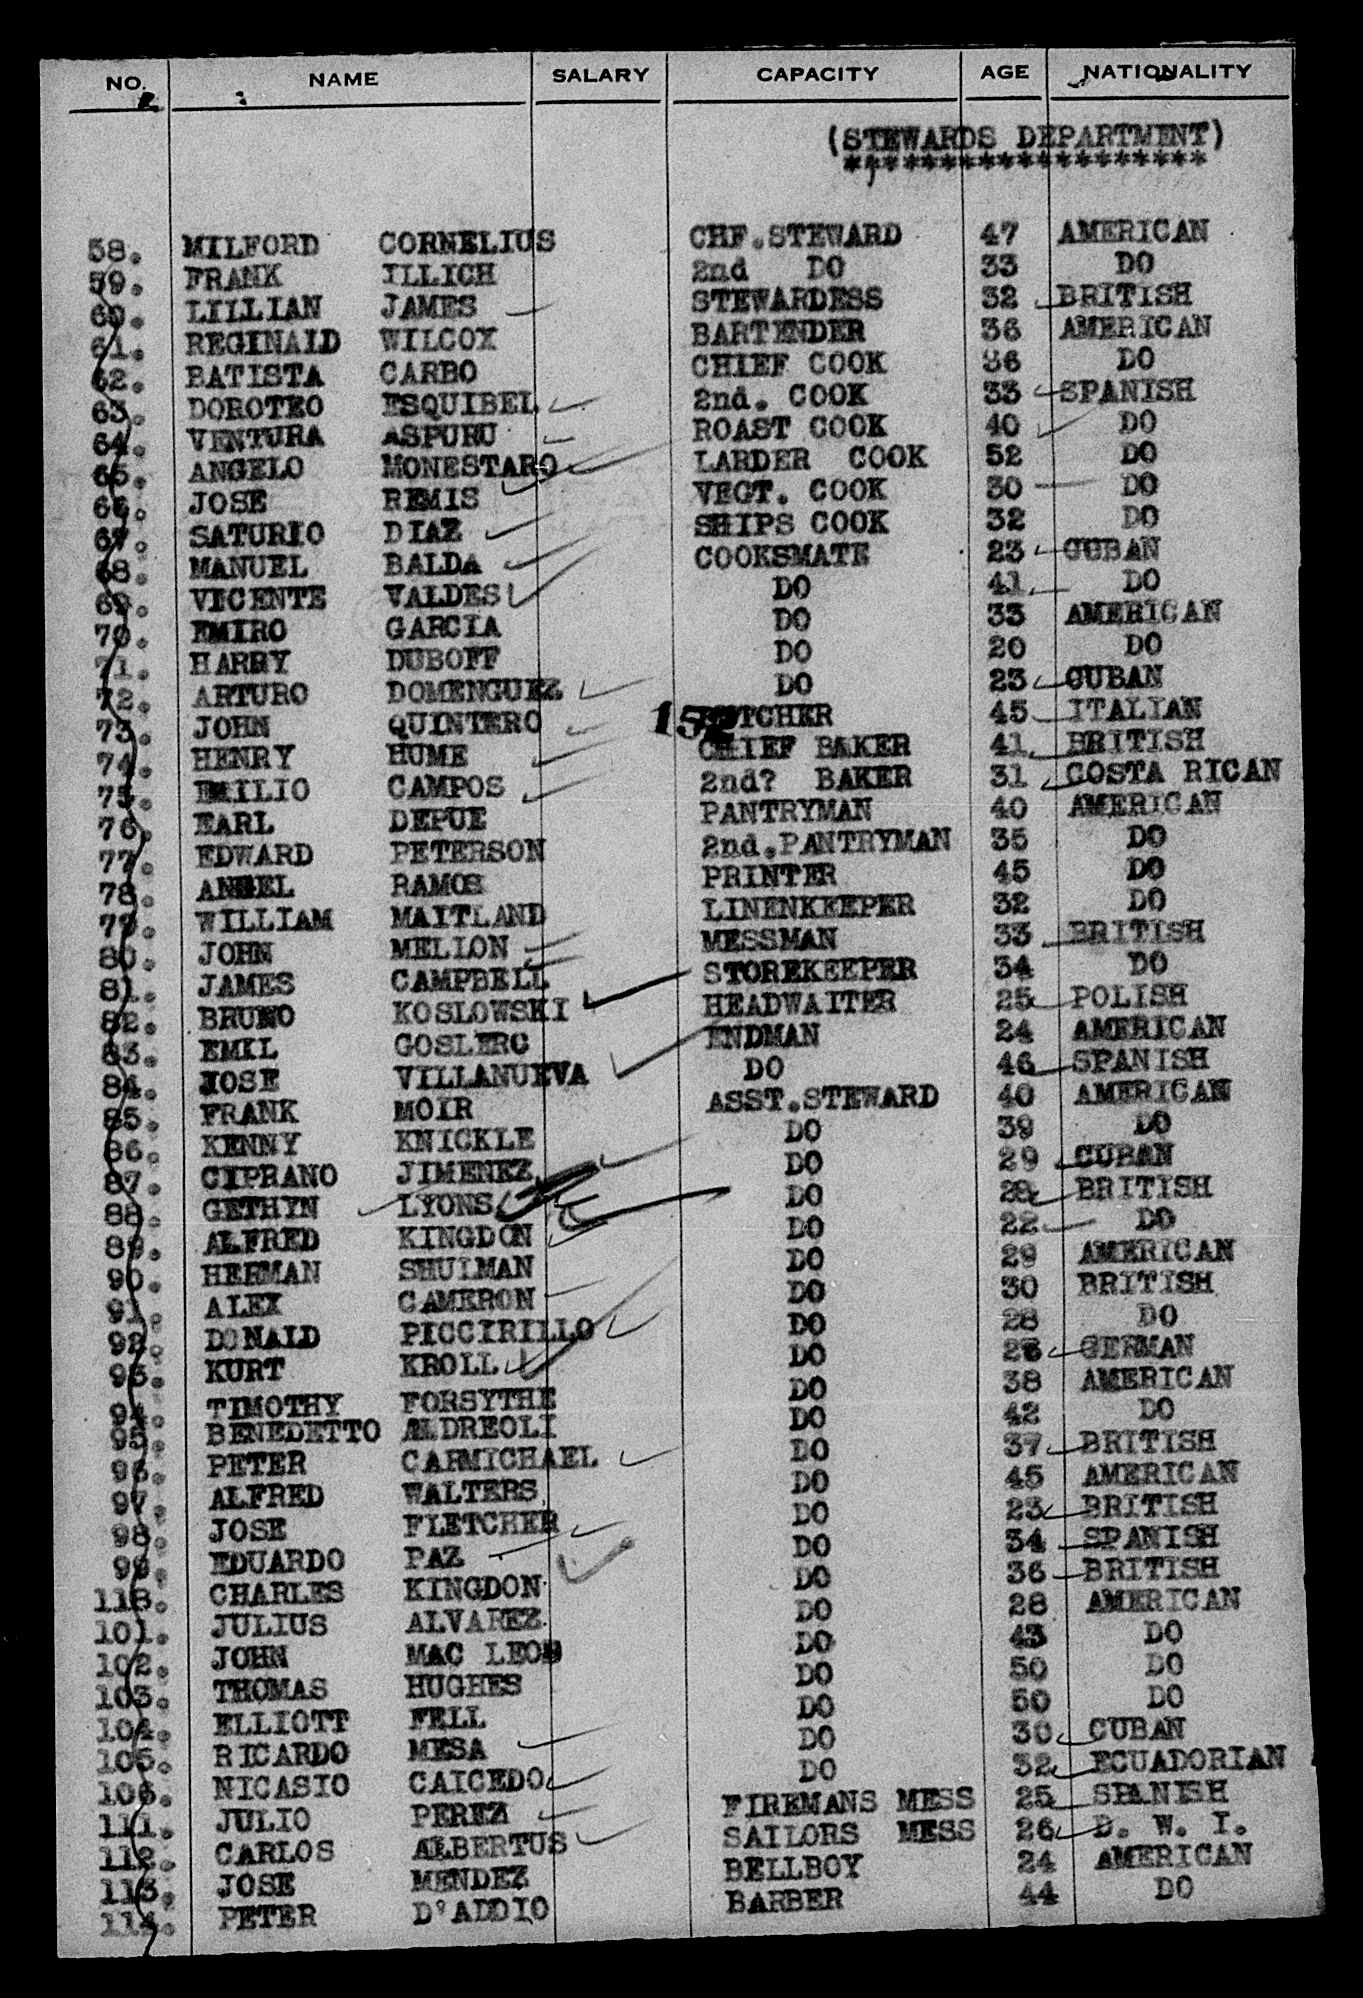 NO. NAME SALARY CAPACITY AGE NATIONALITY
(STEWARDS DEPARTMENT)
*******************
58. MILFORD CORNELIUS CHF.STEWARD 47 AMERICAN
59. FRANK ILLICH 2nd DO 33 DO
60. LILLIAN JAMES STEWARDESS 32 BRITISH
61. REGINALD WILCOX BARTENDER 36 AMERICAN
62. BATISTA CARBO CHIEF COOK 36 DO
63. DOROTEO ESQUIBEL 2nd. COOK 33 SPANISH
64. VENTURA ASPURU ROAST COOK 40 DO
65. ANGELO MONESTARO LARDER COOK 52 DO
66. JOSE REMIS VEGT. COOK 30 DO
67. SATURIO DIAZ SHIPS COOK 32 DO
68. MANUEL BALDA COOKSMATE 23 CUBAN
69. VICENTE VALDES DO 41 DO
70. EMIRO GARCIA DO 33 AMERICAN
71. HARRY DUBOFF DO 20 DO
72. ARTURO DOMENGUEZ DO 23 CUBAN
73. JOHN QUINTERO 152 BUTCHER 45 ITALIAN
74. HENRY HUME CHIEF BAKER 41 BRITISH
75. EMILIO CAMPOS 2nd? BAKER 31 COSTA RICAN
76. EARL DEPUE PANTRYMAN 40 AMERICAN
77. EDWARD PETERSON 2nd.PANTRYMAN 35 DO
78. ANGEL RAMOS PRINTER 45 DO
79. WILLIAM MAITLAND LINENKEEPER 32 DO
80. JOHN MELION MESSMAN 33 BRITISH
81. JAMES CAMPBELL STOREKEEPER 34 DO
82. BRUNO KOSLOWSKI HEADWAITER 25 POLISH
83. EMIL GOSLERC ENDMAN 24 AMERICAN
84. JOSE VILLANUEVA DO 46 SPANISH
85. FRANK MOIR ASST.STEWARD 40 AMERICAN
86. KENNY KNICKLE DO 39 DO
87. CIPRANO JIMENEZ DO 29 CUBAN
88. GETHYN LYONS DO 28 BRITISH
89. ALFRED KINGDON DO 22 DO
90. HERMAN SHULMAN DO 29 AMERICAN
91. ALEX CAMERON DO 30 BRITISH
92. DONALD PICCIRILLO DO 28 DO
93. KURT KROLL DO GERMAN
94. TIMOTHY FORSYTHE DO 38 AMERICAN
95. BENEDETTO ALDREOLI DO 42 DO
96. PETER CARMICHAEL DO 37 BRITISH
97. ALFRED WALTERS DO 45 AMERICAN
98. JOSE FLETCHER DO 23 BRITISH
99. EDUARDO PAZ DO 34 SPANISH
118. CHARLES KINGDON DO 36 BRITISH
101. JULIUS ALVAREZ DO 28 AMERICAN
102. JOHN MAC LEOD DO 43 DO
103. THOMAS HUGHES DO 50 DO
104. ELLIOTT FELL DO 50 DO
105. RICARDO MESA DO 30 CUBAN
106. NICASIO CAICEDO DO 32 ECUADORIAN
111. JULIO PEREZ FIREMANS MESS 25 SPANISH
112. CARLOS ALBERTUS SAILORS MESS 26 D. W. I.
113. JOSE MENDEZ BELLBOY 24 AMERICAN
114. PETER D'ADDIO BARBER 44 DO